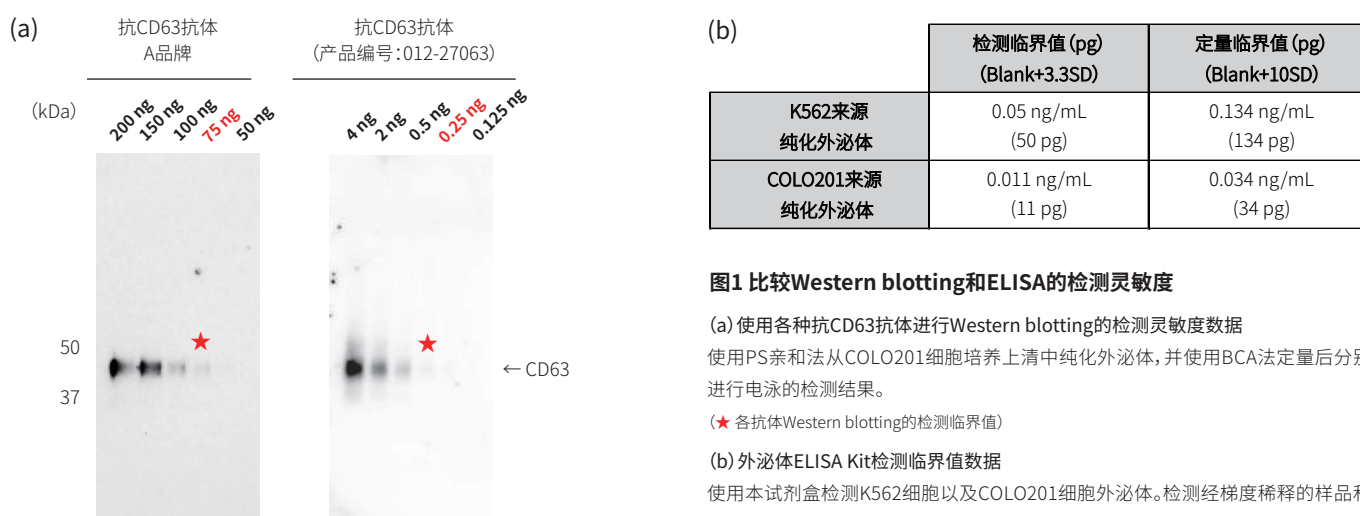 (a)
抗CD63抗体
A品牌
抗CD63抗体
（产品编号：012-27063）
（kDa）
200 ng
150 ng
100 ng
75 ng
50 ng
4 ng
2 ng
0.5 ng
0.25 ng
0.125 ng
50
37
← CD63
(b)
检测临界值（pg）
（Blank+3.3SD）
定量临界值（pg）
（Blank+10SD）
K562来源
纯化外泌体
0.05 ng/mL
(50 pg)
0.134 ng/mL
(134 pg)
COLO201来源
纯化外泌体
0.011 ng/mL
(11 pg)
0.034 ng/mL
(34 pg)
图1 比较Western blotting和ELISA的检测灵敏度
（a）使用各种抗CD63抗体进行Western blotting的检测灵敏度数据
使用PS亲和法从COLO201细胞培养上清中纯化外泌体，并使用BCA法定量后分别
进行电泳的检测结果。
（★ 各抗体Western blotting的检测临界值）
（b）外泌体ELISA Kit检测临界值数据
使用本试剂盒检测K562细胞以及COLO201细胞外泌体。检测经梯度稀释的样品和